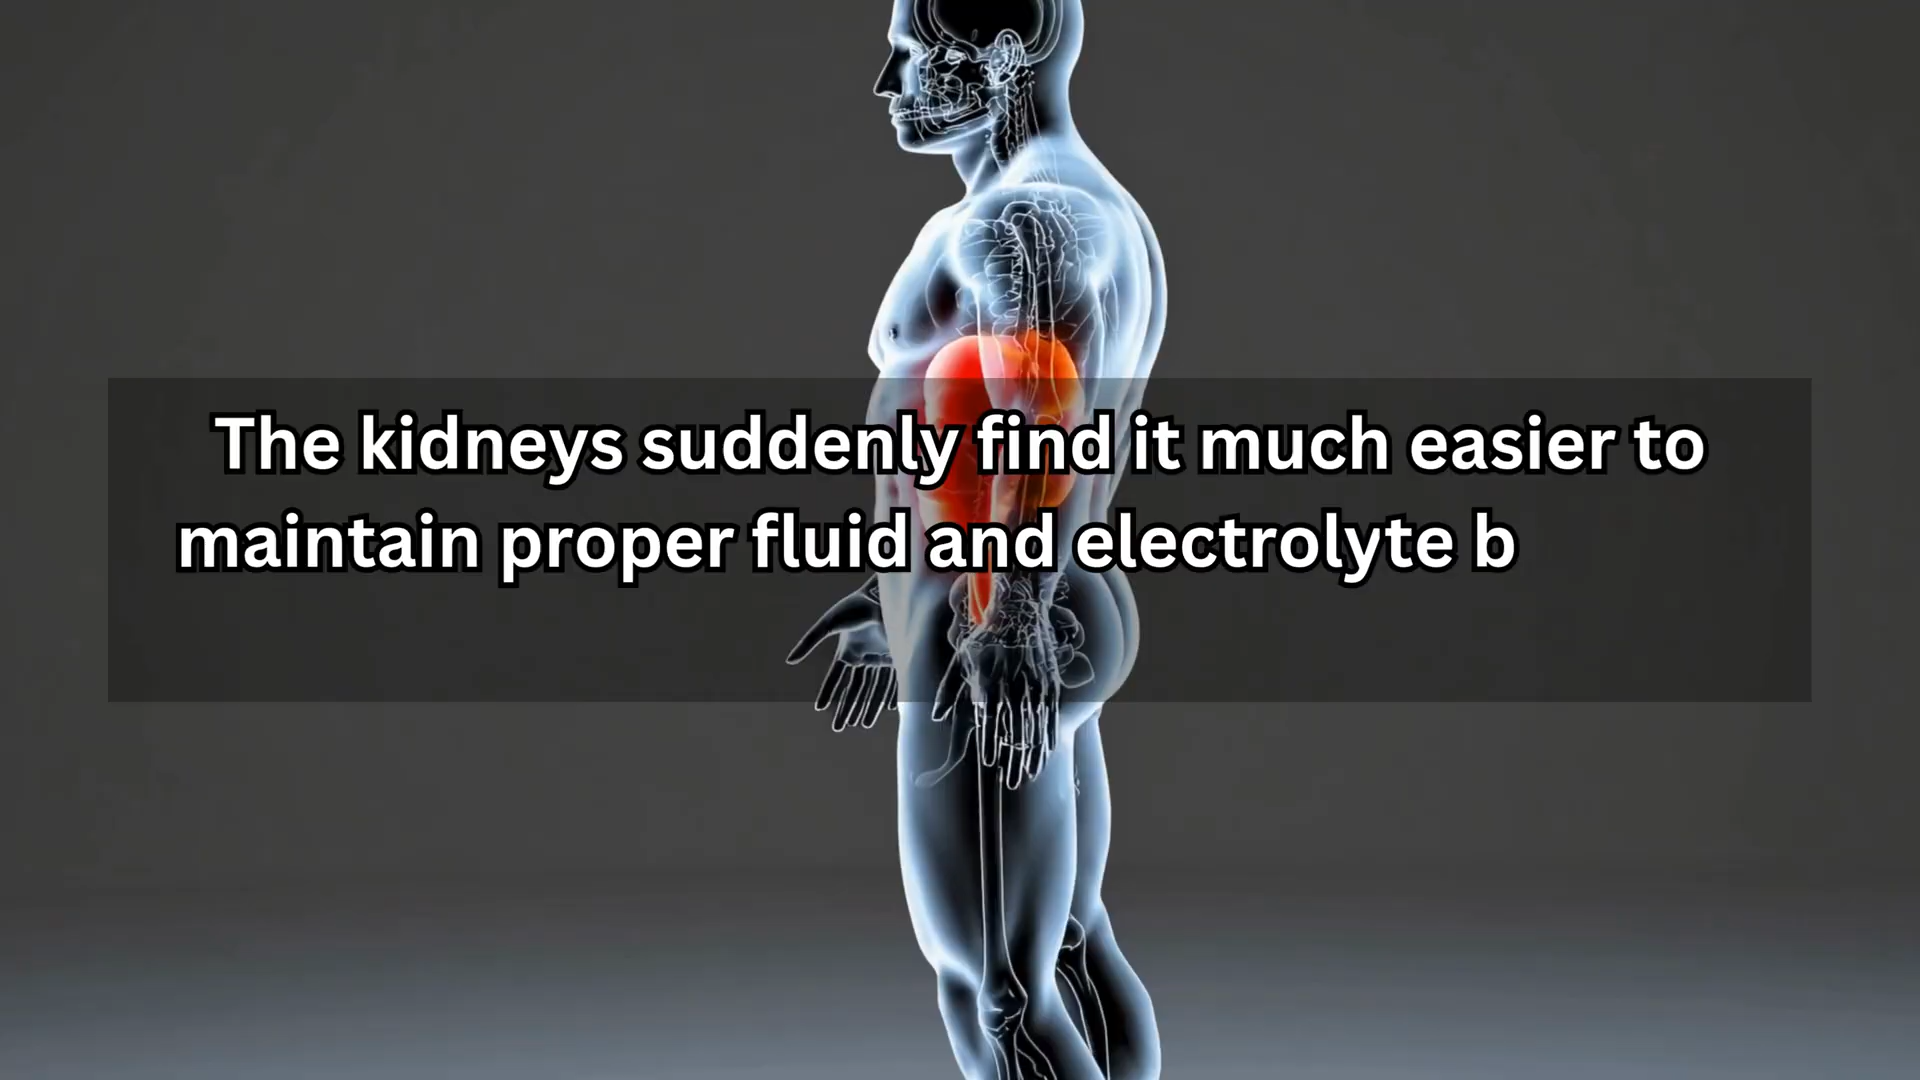 The kidneys suddenly find it much easier to
maintain proper fluid and electrolyte b